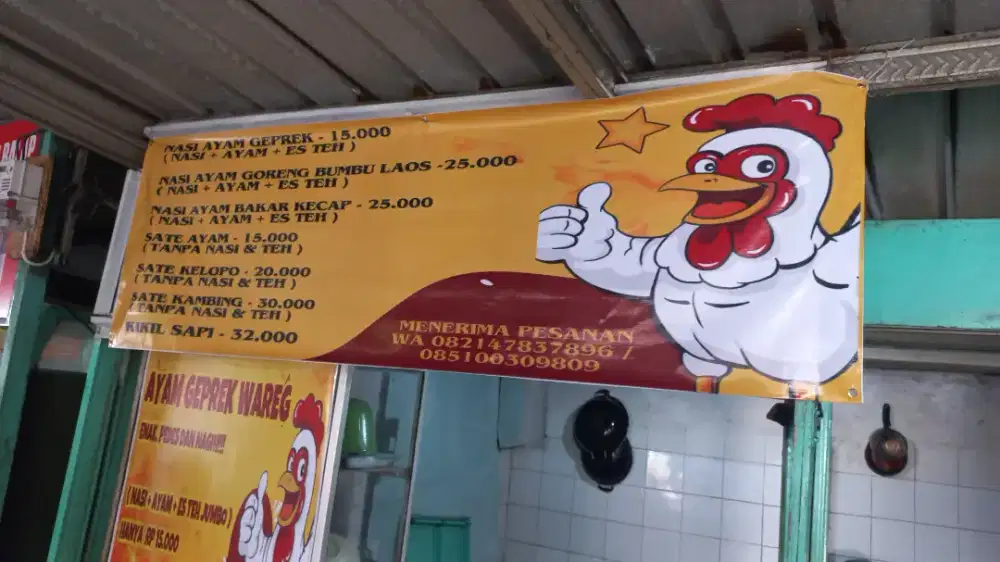 NASI AYAM GEPREK - 15.000
( NASI + AYAM + ES TEH )
NASI AYAM GORENG BUMBU LAOS -25.000
( NASI + AYAM + ES TEH )
NASI AYAM BAKAR KECAP - 25.000
( NASI + AYAM + ES TEH )
SATE AYAM - 15.000
( TANPA NASI & TEH )
SATE KELOPO - 20.000
( TANPA NASI & TEH )
SATE KAMBING - 30.000
( TANPA NASI & TEH )
KIKIL SAPI - 32.000
MENERIMA PESANAN
WA 082147837896 /
085100309809
AYAM GEPREK WAREG
ENAK, PEDES DAN NAGIH!!!
( NASI + AYAM + ES TEH JUMBO )
HANYA RP 15.000